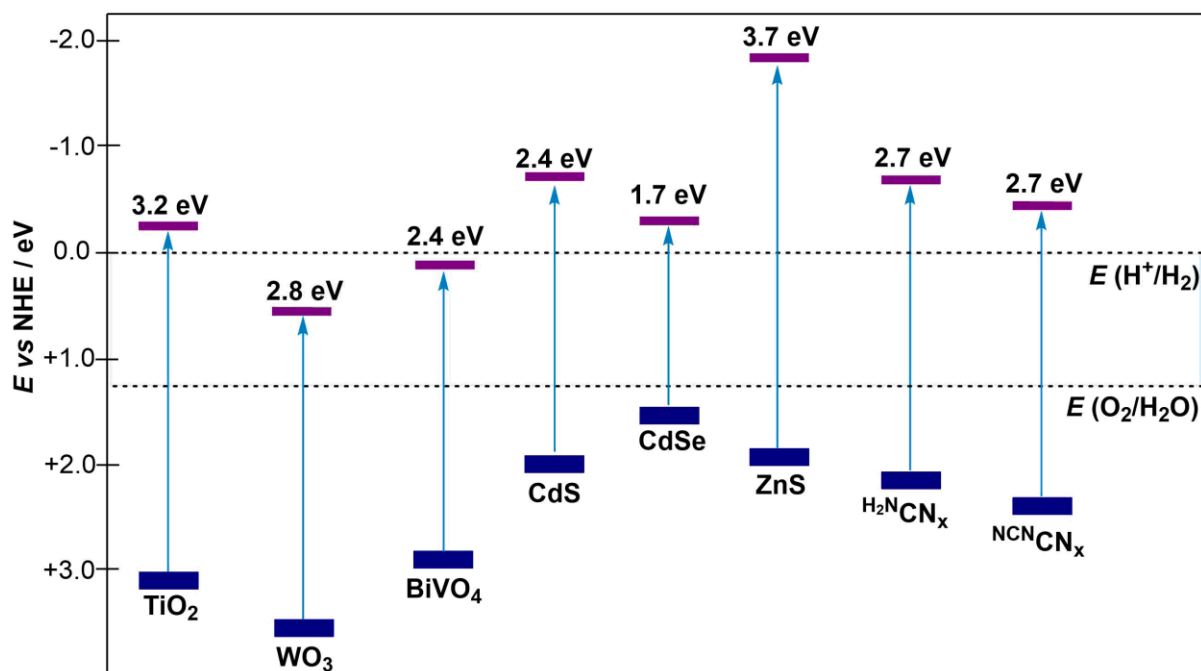 E vs NHE / eV
-2.0
-1.0
0.0
+1.0
+2.0
+3.0
3.2 eV
2.8 eV
2.4 eV
2.4 eV
1.7 eV
3.7 eV
2.7 eV
2.7 eV
E (H⁺/H₂)
E (O₂/H₂O)
TiO₂
WO₃
BiVO₄
CdS
CdSe
ZnS
ᴴ²ᴺCNₓ
ᴺᶜᴺCNₓ